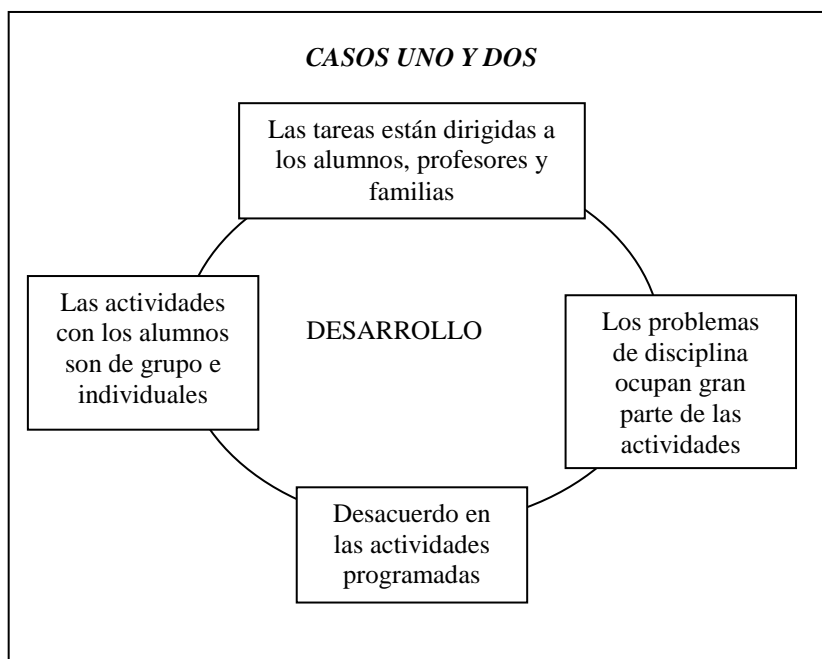 CASOS UNO Y DOS
Las tareas están dirigidas a
los alumnos, profesores y
familias
Las actividades
con los alumnos
son de grupo e
individuales
DESARROLLO
Los problemas
de disciplina
ocupan gran
parte de las
actividades
Desacuerdo en
las actividades
programadas